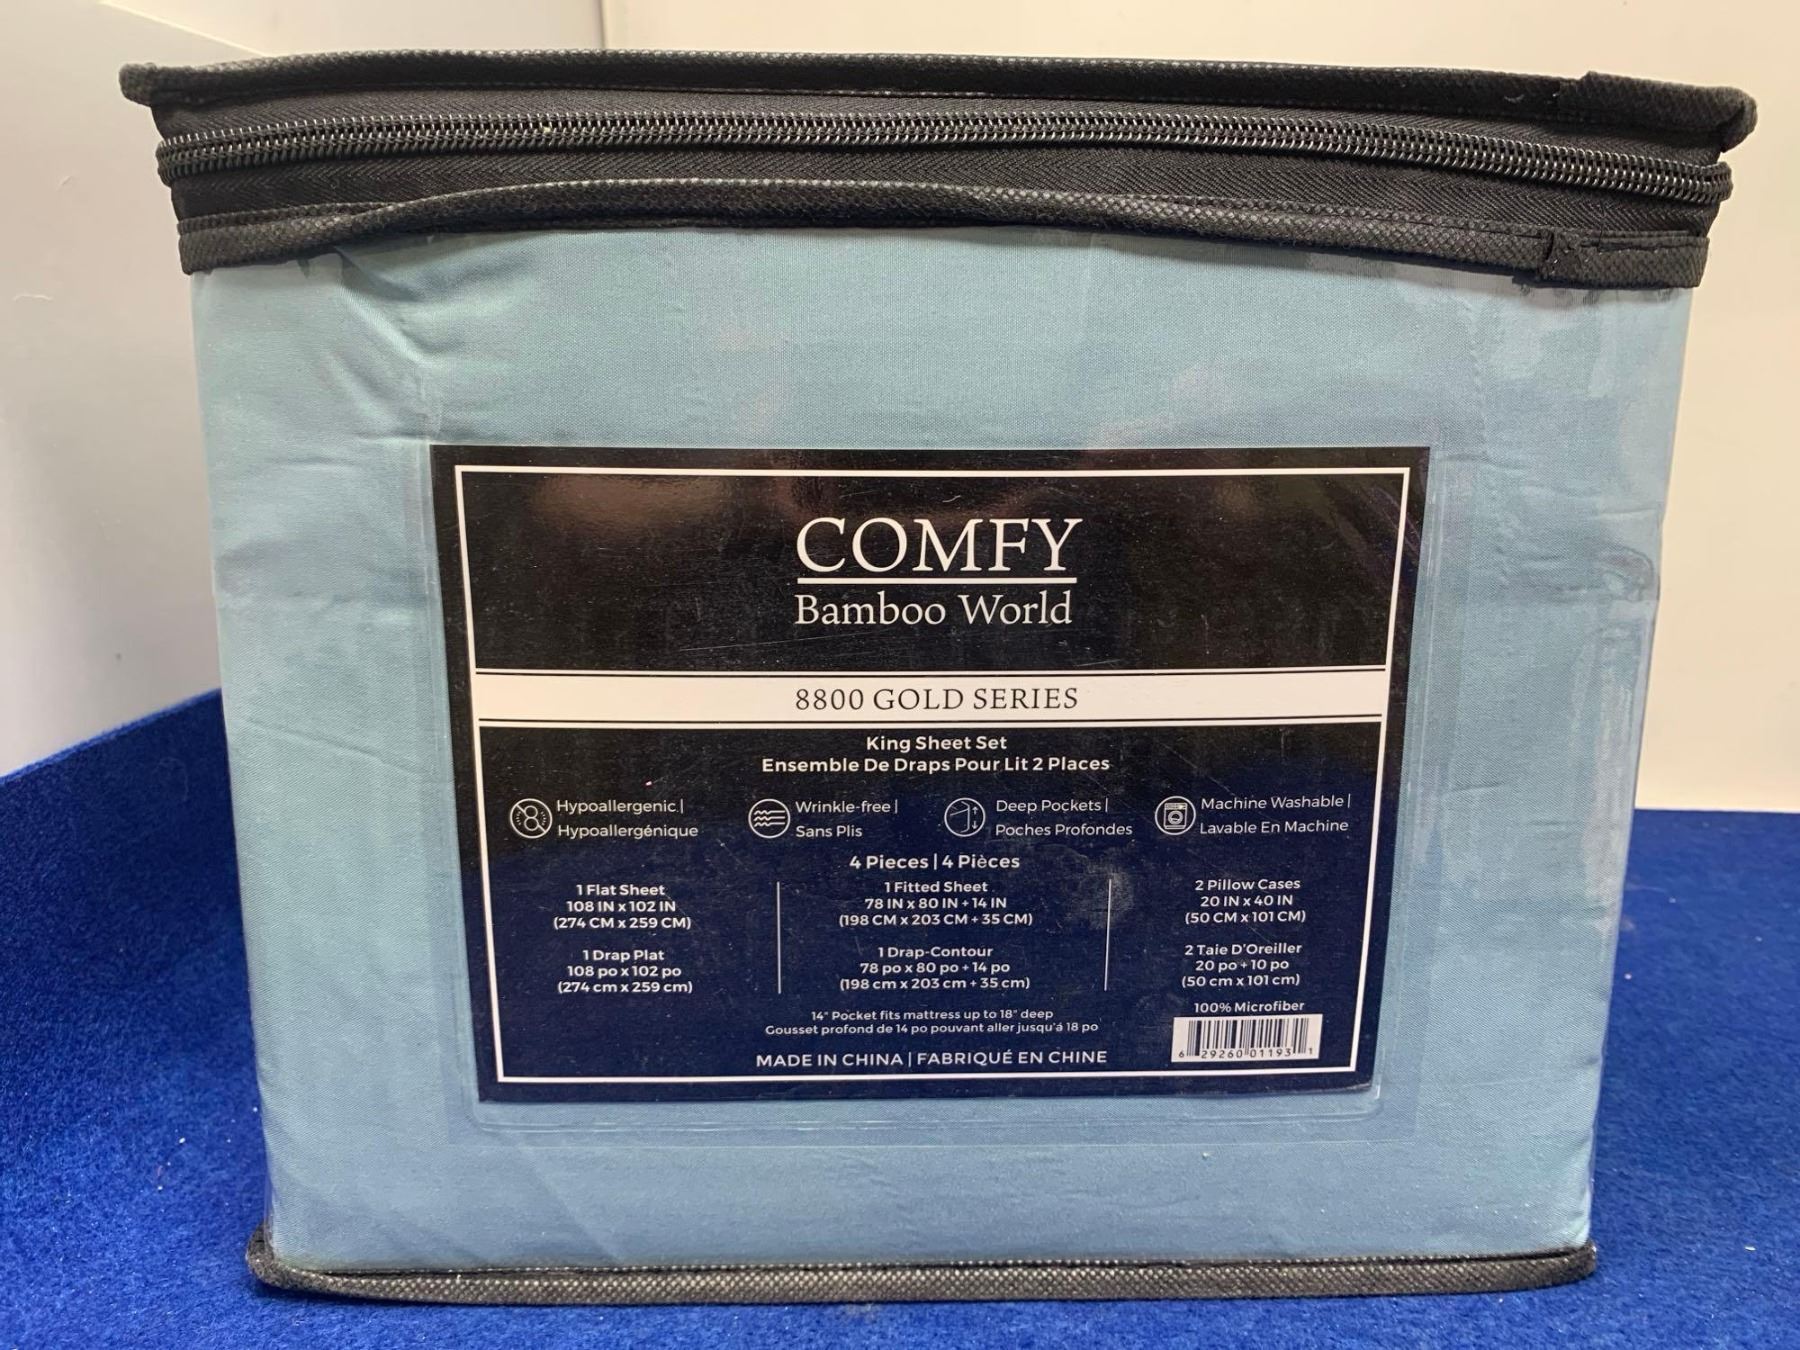 COMFY
Bamboo World
8800 GOLD SERIES
King Sheet Set
Ensemble De Draps Pour Lit 2 Places
Hypoallergenic.|
Hypoallergénique
Wrinkle-free |
Sans Plis
Deep Pockets |
Poches Profondes
Machine Washable |
Lavable En Machine
4 Pieces | 4 Pièces
1 Flat Sheet
108 IN x 102 IN
(274 CM x 259 CM)
1 Drap Plat
108 po x 102 po
(274 cm x 259 cm)
1 Fitted Sheet
78 IN x 80 IN + 14 IN
(198 CM x 203 CM + 35 CM)
1 Drap-Contour
78 po x 80 po + 14 po
(198 cm x 203 cm + 35 cm)
2 Pillow Cases
20 IN x 40 IN
(50 CM x 101 CM)
2 Taie D'Oreiller
20 po + 10 po
(50 cm x 101 cm)
14" Pocket fits mattress up to 18" deep
Gousset profond de 14 po pouvant aller jusqu'á 18 po
MADE IN CHINA | FABRIQUÉ EN CHINE
100% Microfiber
6 29260 01193 1